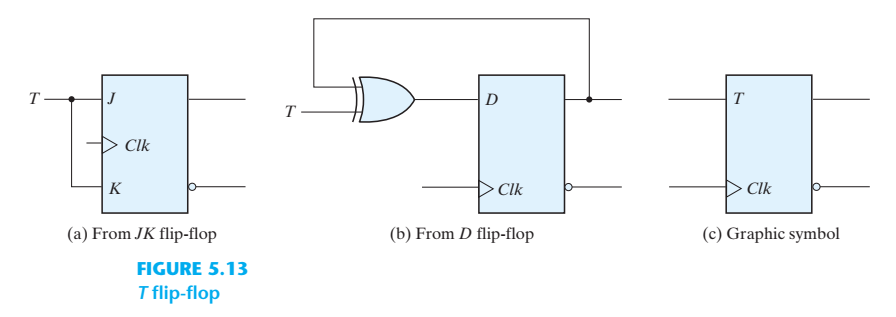 T
J
Clk
K
(a) From JK flip-flop
T
D
Clk
(b) From D flip-flop
T
Clk
(c) Graphic symbol
FIGURE 5.13
T flip-flop